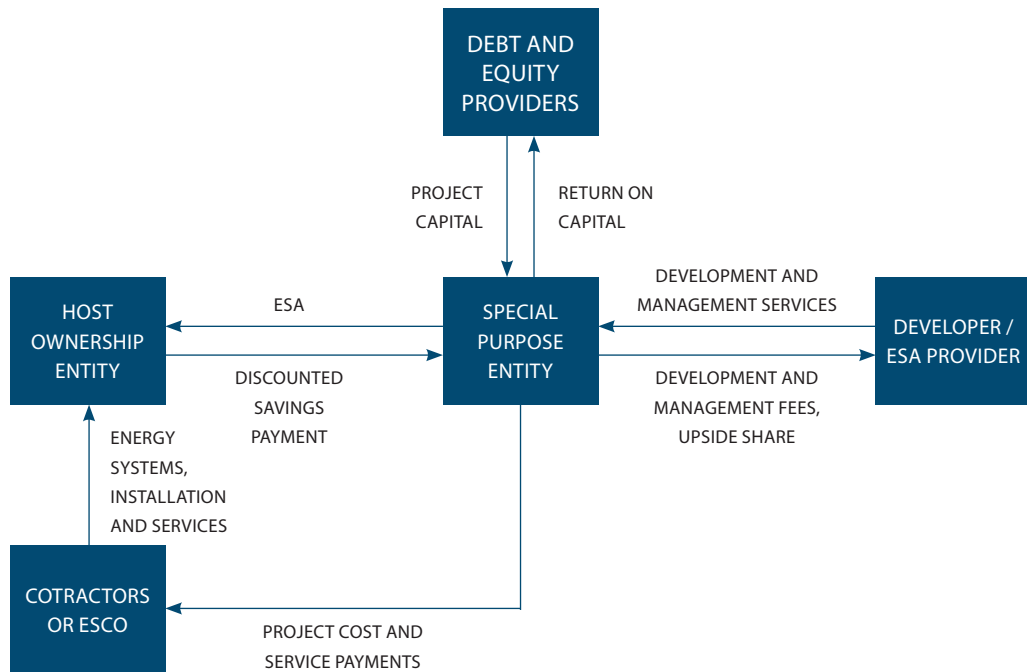 DEBT AND
EQUITY
PROVIDERS
PROJECT
CAPITAL
RETURN ON
CAPITAL
HOST
OWNERSHIP
ENTITY
ESA
DISCOUNTED
SAVINGS
PAYMENT
SPECIAL
PURPOSE
ENTITY
DEVELOPMENT AND
MANAGEMENT SERVICES
DEVELOPMENT AND
MANAGEMENT FEES,
UPSIDE SHARE
DEVELOPER /
ESA PROVIDER
ENERGY
SYSTEMS,
INSTALLATION
AND SERVICES
COTRACTORS
OR ESCO
PROJECT COST AND
SERVICE PAYMENTS